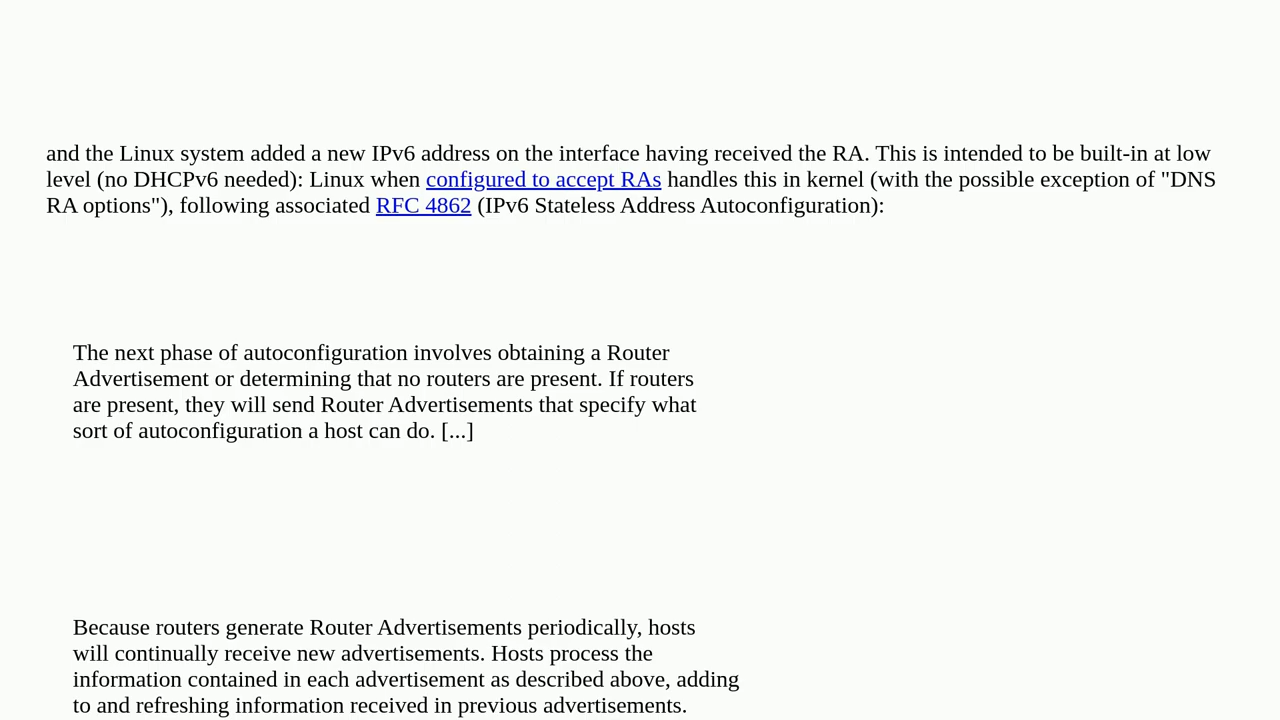 and the Linux system added a new IPv6 address on the interface having received the RA. This is intended to be built-in at low
level (no DHCPv6 needed): Linux when configured to accept RAs handles this in kernel (with the possible exception of "DNS
RA options"), following associated RFC 4862 (IPv6 Stateless Address Autoconfiguration):
The next phase of autoconfiguration involves obtaining a Router
Advertisement or determining that no routers are present. If routers
are present, they will send Router Advertisements that specify what
sort of autoconfiguration a host can do. [...]
Because routers generate Router Advertisements periodically, hosts
will continually receive new advertisements. Hosts process the
information contained in each advertisement as described above, adding
to and refreshing information received in previous advertisements.